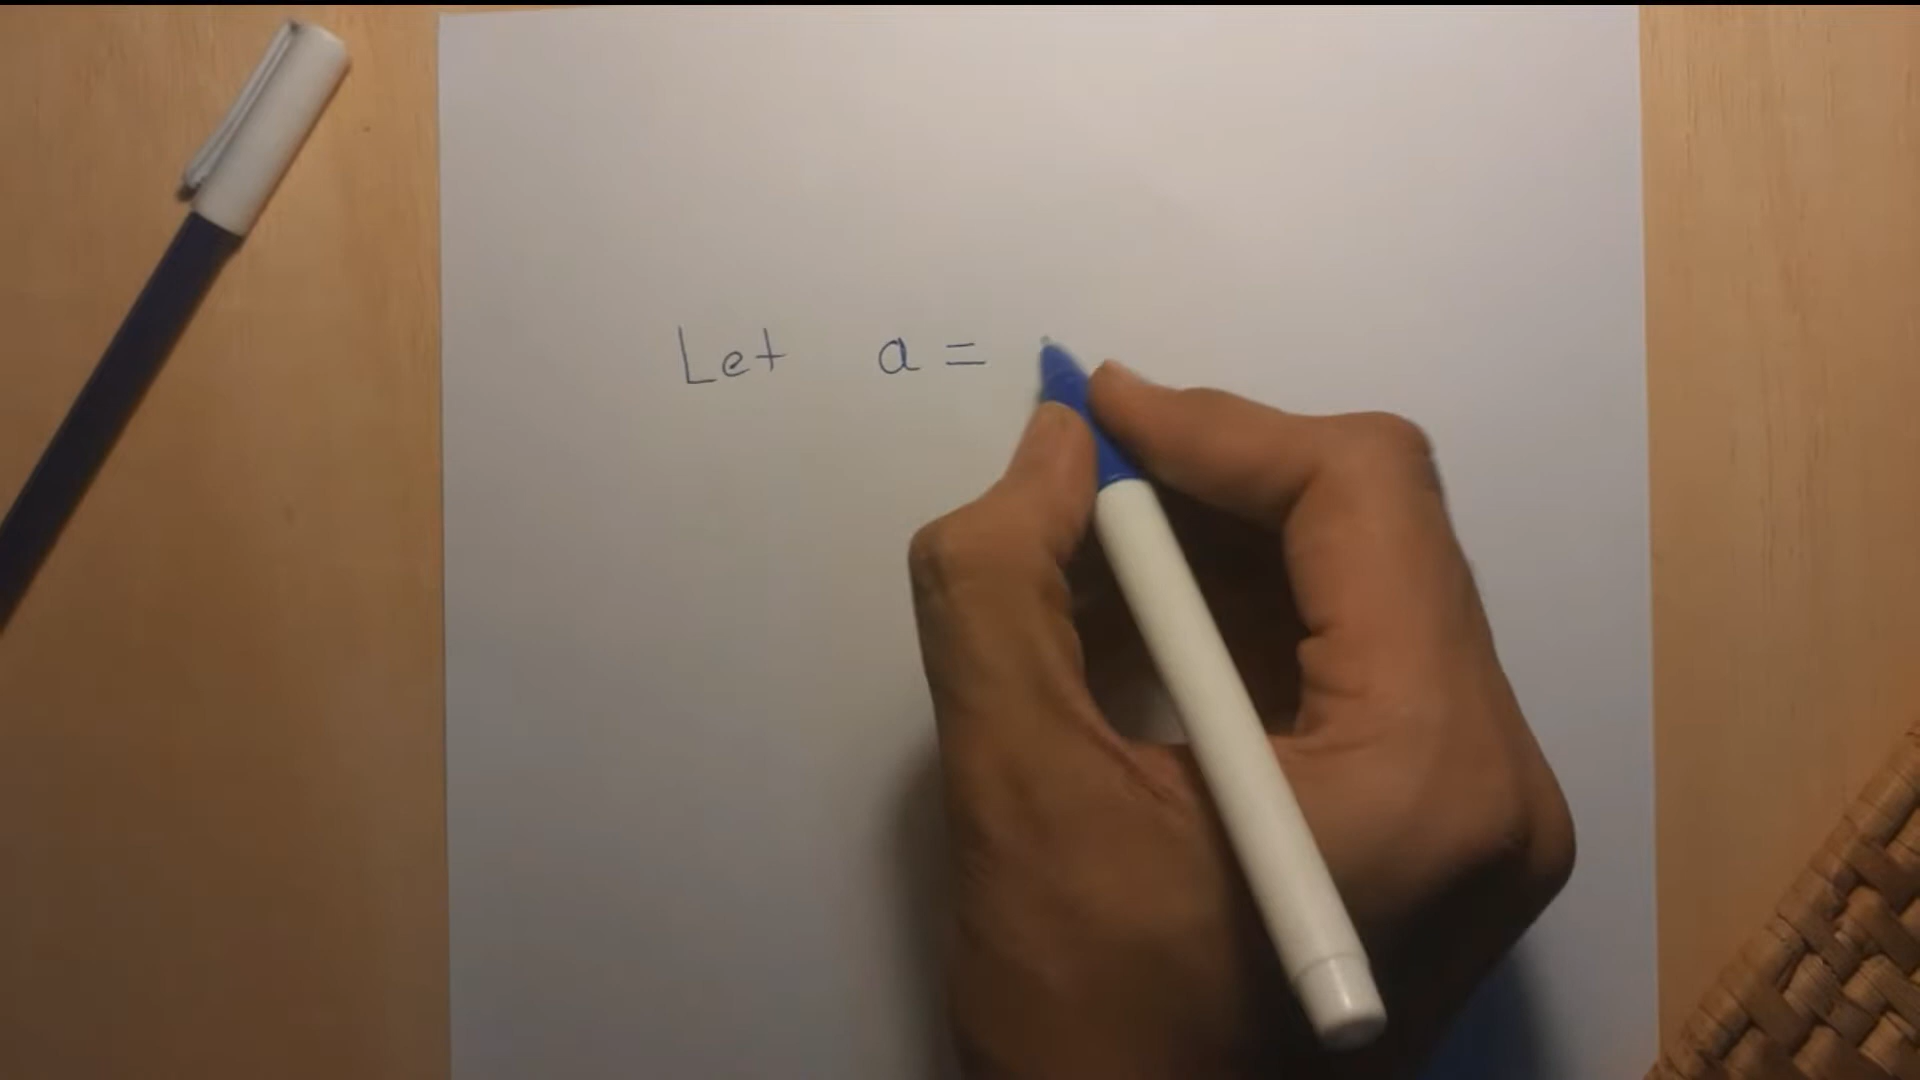 Let a =